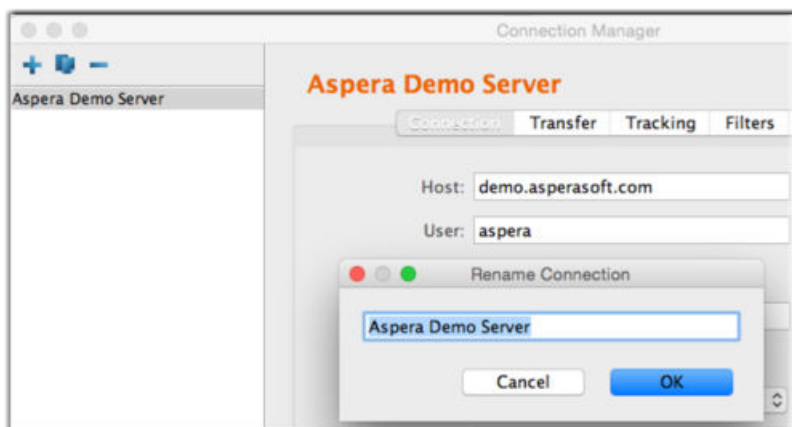 Connection Manager
Aspera Demo Server
Aspera Demo Server
Connection Transfer Tracking Filters
Host: demo.asperasoft.com
User: aspera
Rename Connection
Aspera Demo Server
Cancel OK